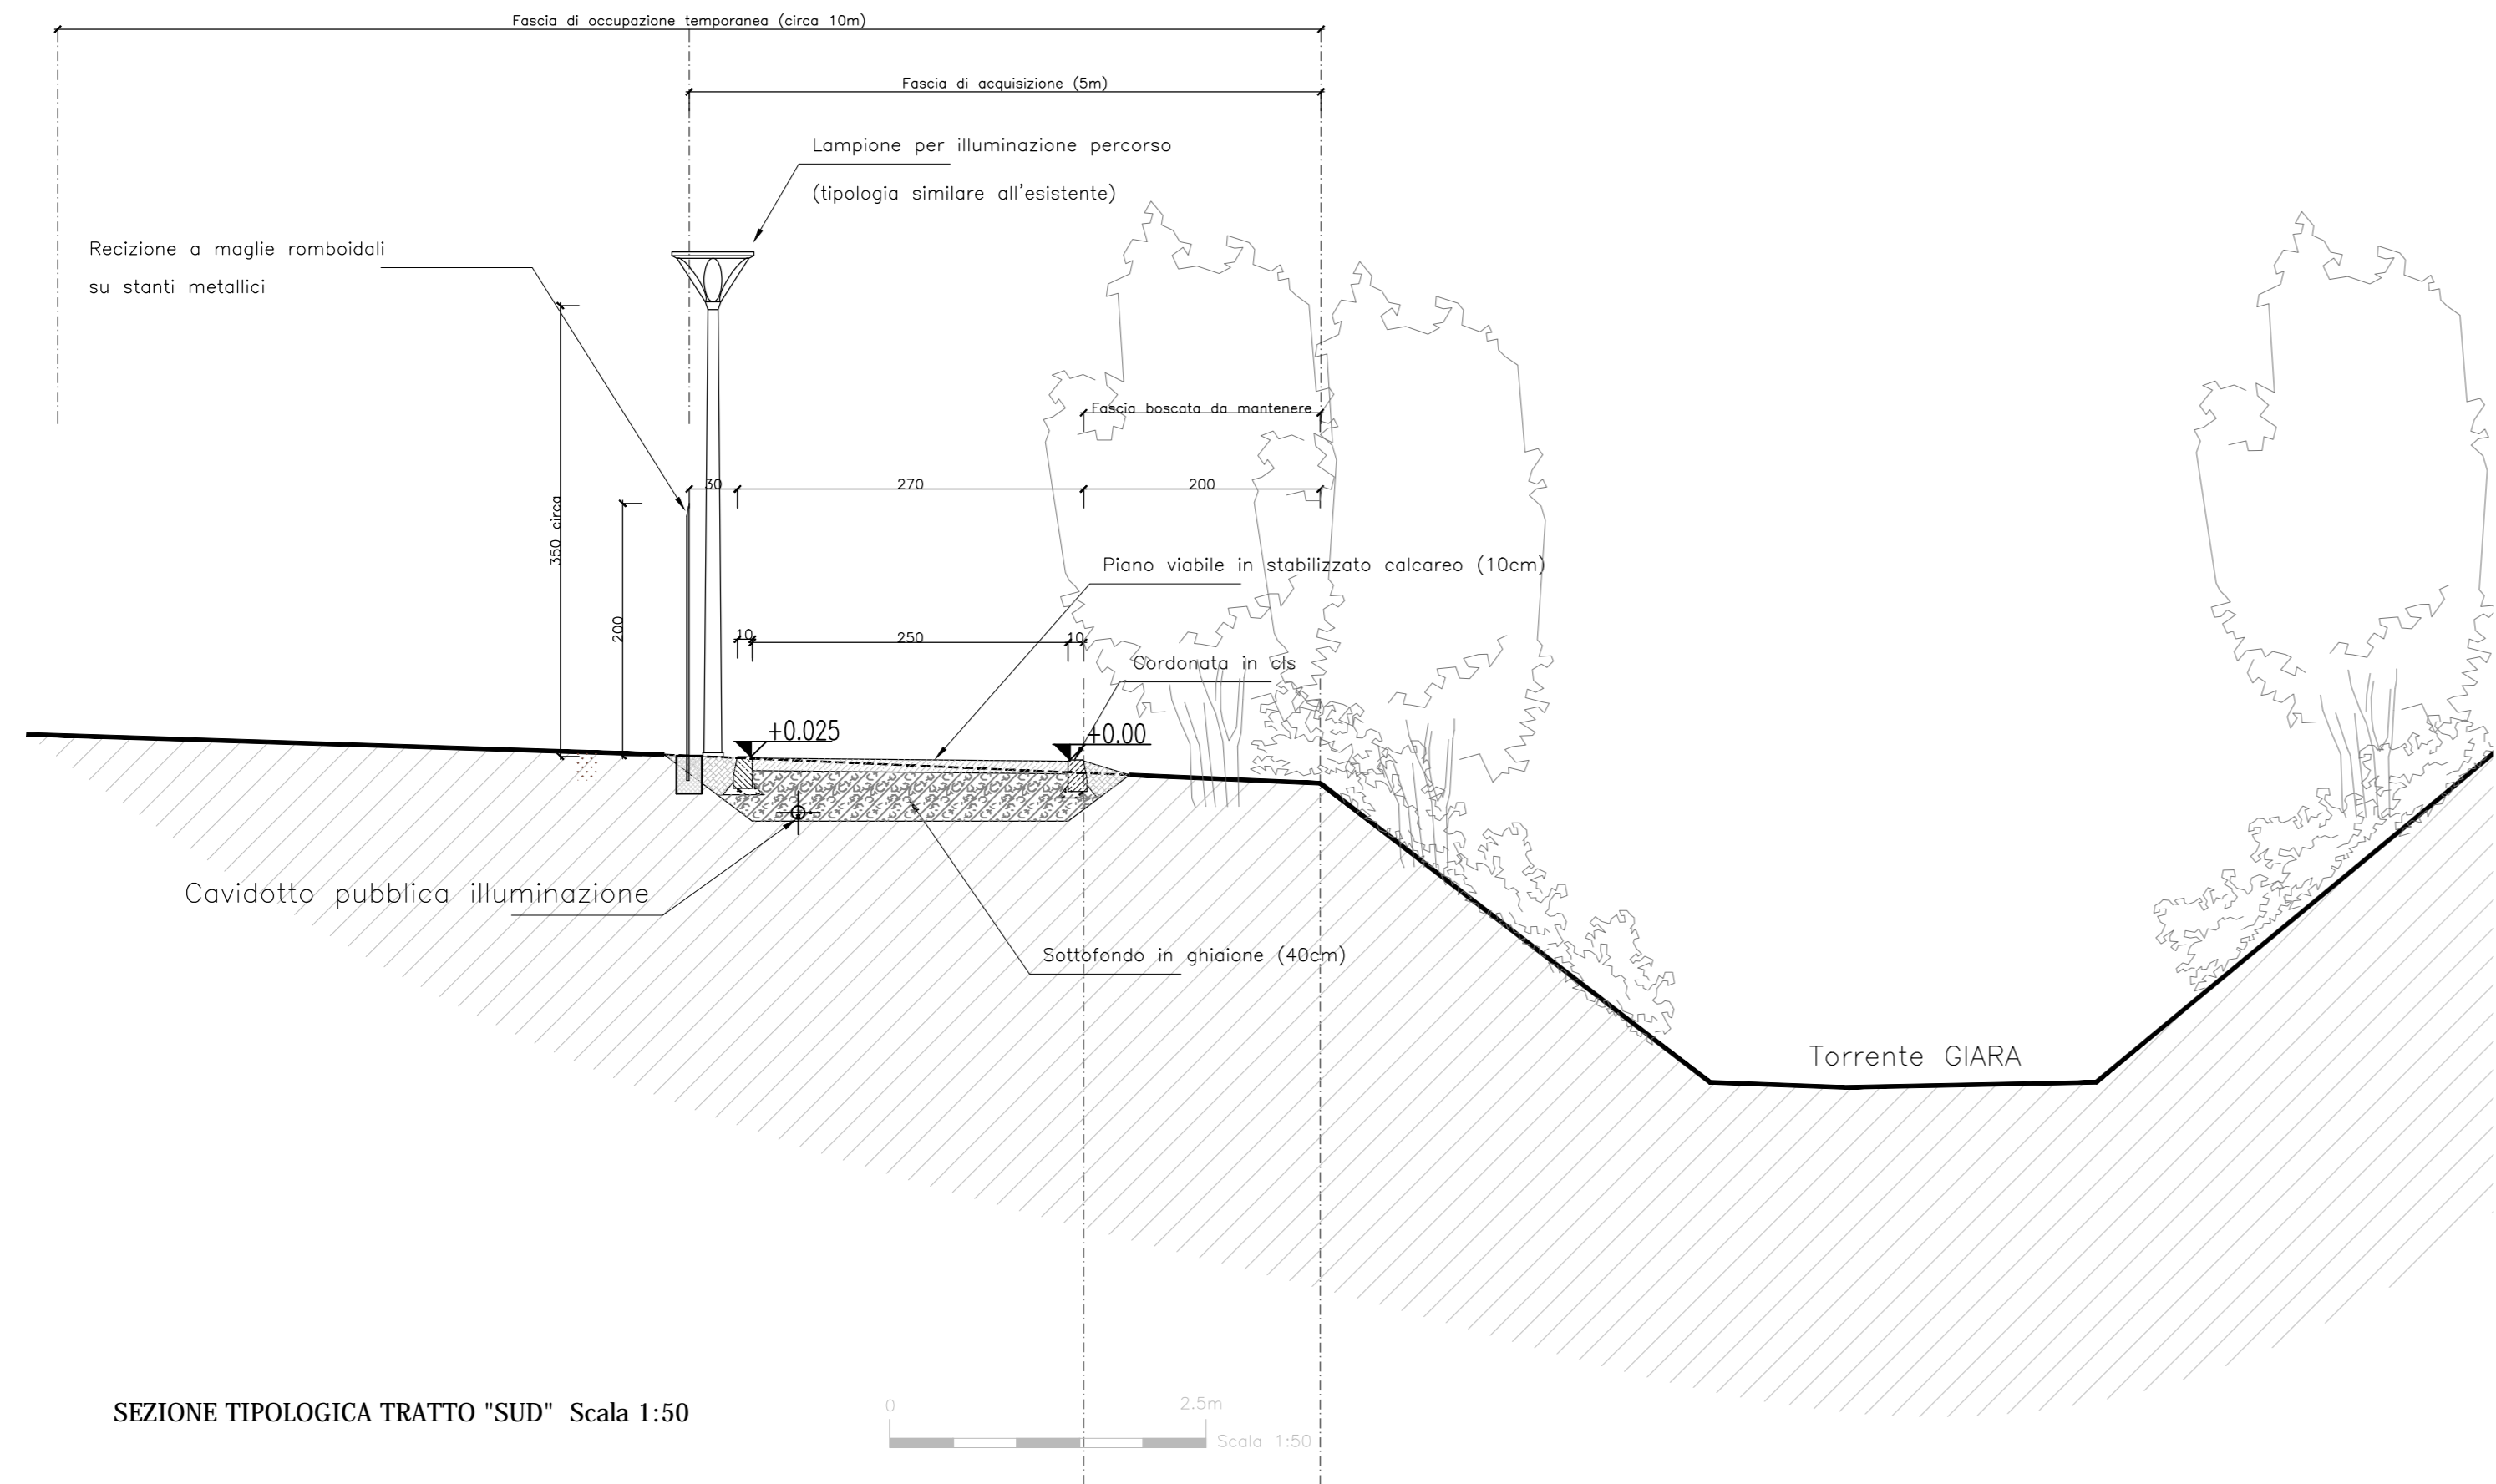 Fascia di occupazione temporanea (circa 10m)
Fascia di acquisizione (5m)
Lampione per illuminazione percorso
(tipologia similare all'esistente)
Recizione a maglie romboidali
su stanti metallici
Fascia boscata da mantenere
30
270
200
350 circa
200
Piano viabile in stabilizzato calcareo (10cm)
10
250
10
Cordonata in cls
+0.025
+0.00
Cavidotto pubblica illuminazione
Sottofondo in ghiaione (40cm)
Torrente GIARA
SEZIONE TIPOLOGICA TRATTO "SUD" Scala 1:50
0
2.5m
Scala 1:50